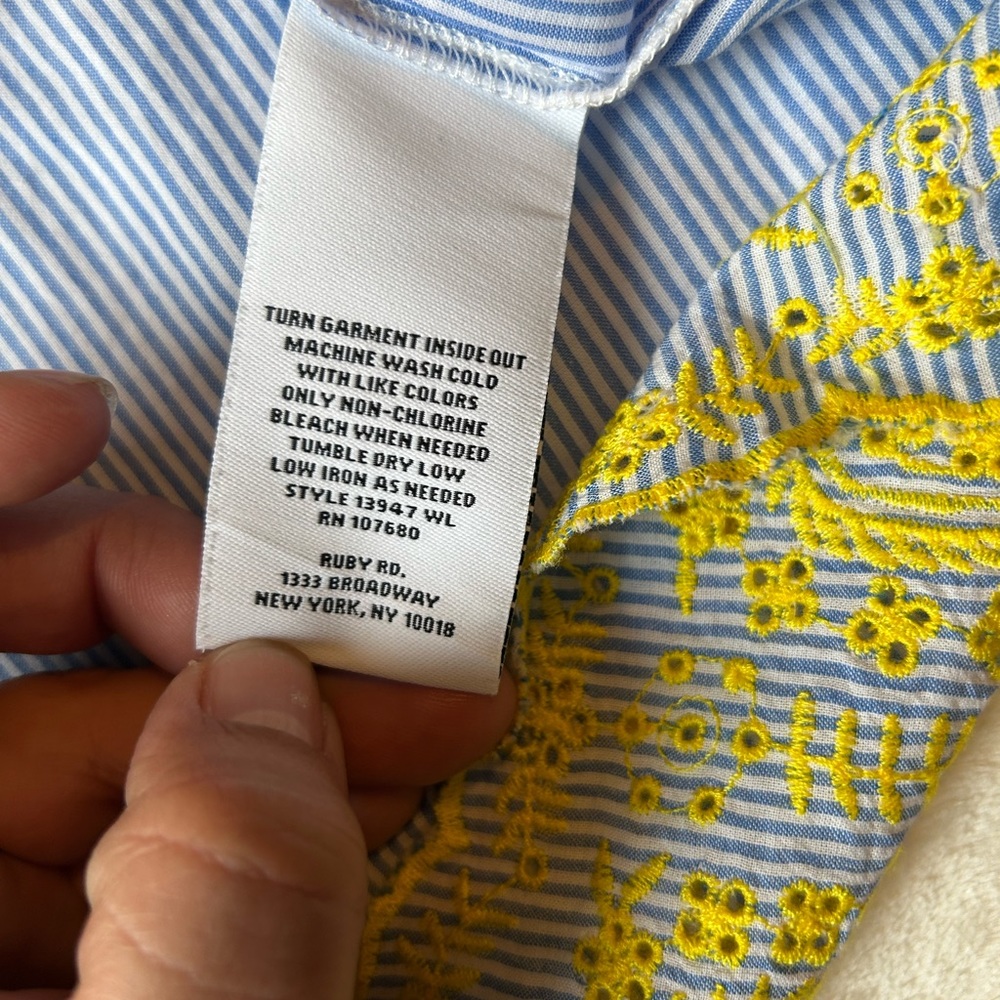 TURN GARMENT INSIDE OUT
MACHINE WASH COLD
WITH LIKE COLORS
ONLY NON-CHLORINE
BLEACH WHEN NEEDED
TUMBLE DRY LOW
LOW IRON AS NEEDED
STYLE 13947 WL
RN 107680
RUBY RD.
1333 BROADWAY
NEW YORK, NY 10018